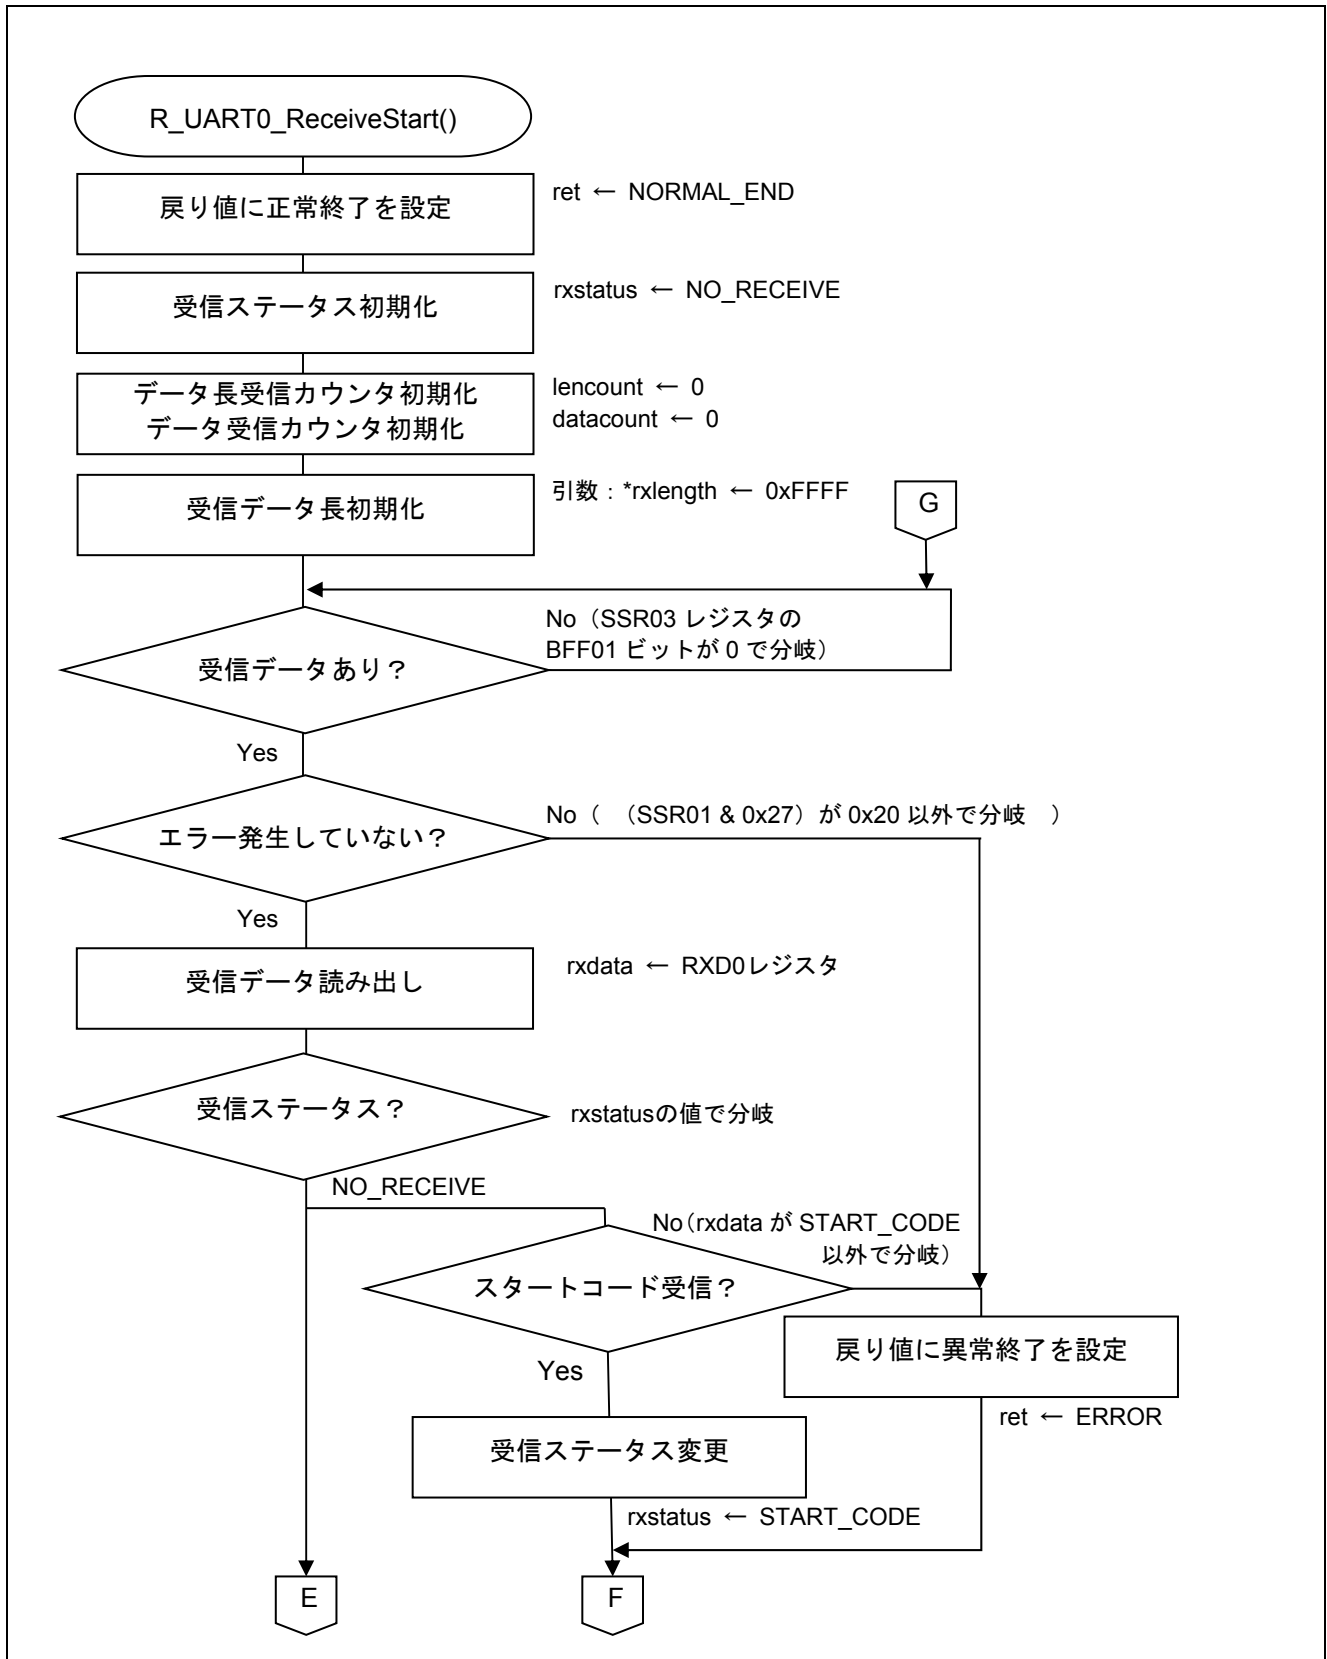 R_UART0_ReceiveStart()
戻り値に正常終了を設定
ret ← NORMAL_END
受信ステータス初期化
rxstatus ← NO_RECEIVE
データ長受信カウンタ初期化
データ受信カウンタ初期化
lencount ← 0
datacount ← 0
受信データ長初期化
引数：*rxlength ← 0xFFFF
G
No（SSR03 レジスタの
BFF01 ビットが 0 で分岐）
受信データあり？
Yes
No（ （SSR01 & 0x27）が 0x20 以外で分岐 ）
エラー発生していない？
Yes
受信データ読み出し
rxdata ← RXD0レジスタ
受信ステータス？
rxstatusの値で分岐
NO_RECEIVE
No（rxdata が START_CODE
以外で分岐）
スタートコード受信？
戻り値に異常終了を設定
Yes
ret ← ERROR
受信ステータス変更
rxstatus ← START_CODE
E
F